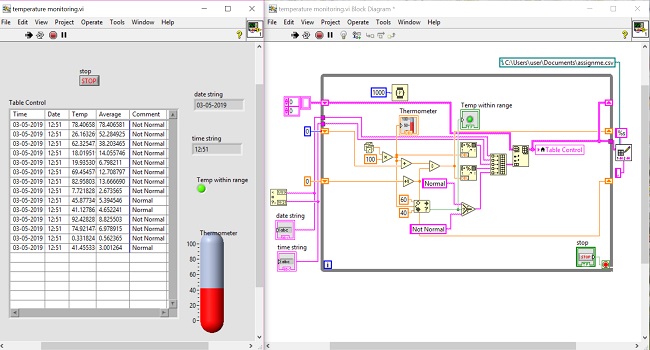 temperature monitoring.vi
File Edit View Project Operate Tools Window
stop
STOP
date string
03-05-2019
Table Control
Time Date Temp Average Comment
03-05-2019 12:51 78.40658 78.40658 Not Normal
03-05-2019 12:51 26.16326 52.284925 Not Normal
03-05-2019 12:51 62.32547 38.203465 Not Normal
03-05-2019 12:51 18.01951 14.055746 Not Normal
03-05-2019 12:51 19.93530 6.798211 Not Normal
03-05-2019 12:51 69.45457 12.708797 Not Normal
03-05-2019 12:51 82.95803 13.666690 Not Normal
03-05-2019 12:51 7.721828 2.673565 Not Normal
03-05-2019 12:51 45.87734 5.394546 Normal
03-05-2019 12:51 41.12786 4.652241 Normal
03-05-2019 12:51 92.42828 8.825503 Not Normal
03-05-2019 12:51 74.92147 6.978915 Not Normal
03-05-2019 12:51 0.331824 0.562365 Not Normal
03-05-2019 12:51 41.45533 3.001264 Normal
time string
12:51
Temp within range
Thermometer
100
80
60
40
20
0
temperature monitoring.vi Block Diagram *
File Edit View Project Operate Tools Window
C:\Users\user\Documents\assignme.csv
1000
Thermometer
Temp within range
0
100
0
Table Control
%s
Normal
60
40
Not Normal
date string
abc
time string
abc
stop
STOP
i